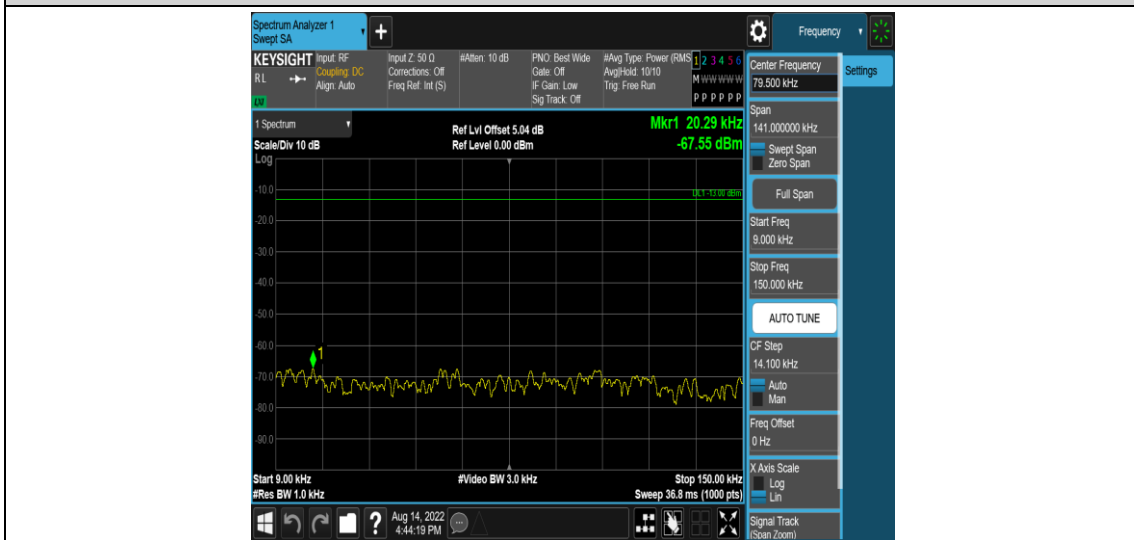 Spectrum Analyzer 1
Swept SA
Frequency
KEYSIGHT
RL
LXI
Input: RF
Coupling: DC
Align: Auto
Input Z: 50 Ω
Corrections: Off
Freq Ref: Int (S)
#Atten: 10 dB
PNO: Best Wide
Gate: Off
IF Gain: Low
Sig Track: Off
#Avg Type: Power (RMS
Avg|Hold: 10/10
Trig: Free Run
1 2 3 4 5 6
M W W W W W
P P P P P P
1 Spectrum
Scale/Div 10 dB
Log
Ref Lvl Offset 5.04 dB
Ref Level 0.00 dBm
Mkr1 20.29 kHz
-67.55 dBm
DL1 -13.00 dBm
-10.0
-20.0
-30.0
-40.0
-50.0
-60.0
-70.0
-80.0
-90.0
1
Start 9.00 kHz
#Res BW 1.0 kHz
#Video BW 3.0 kHz
Stop 150.00 kHz
Sweep 36.8 ms (1000 pts)
Aug 14, 2022
4:44:19 PM
Center Frequency
79.500 kHz
Span
141.000000 kHz
Swept Span
Zero Span
Full Span
Start Freq
9.000 kHz
Stop Freq
150.000 kHz
AUTO TUNE
CF Step
14.100 kHz
Auto
Man
Freq Offset
0 Hz
X Axis Scale
Log
Lin
Signal Track
(Span Zoom)
Settings